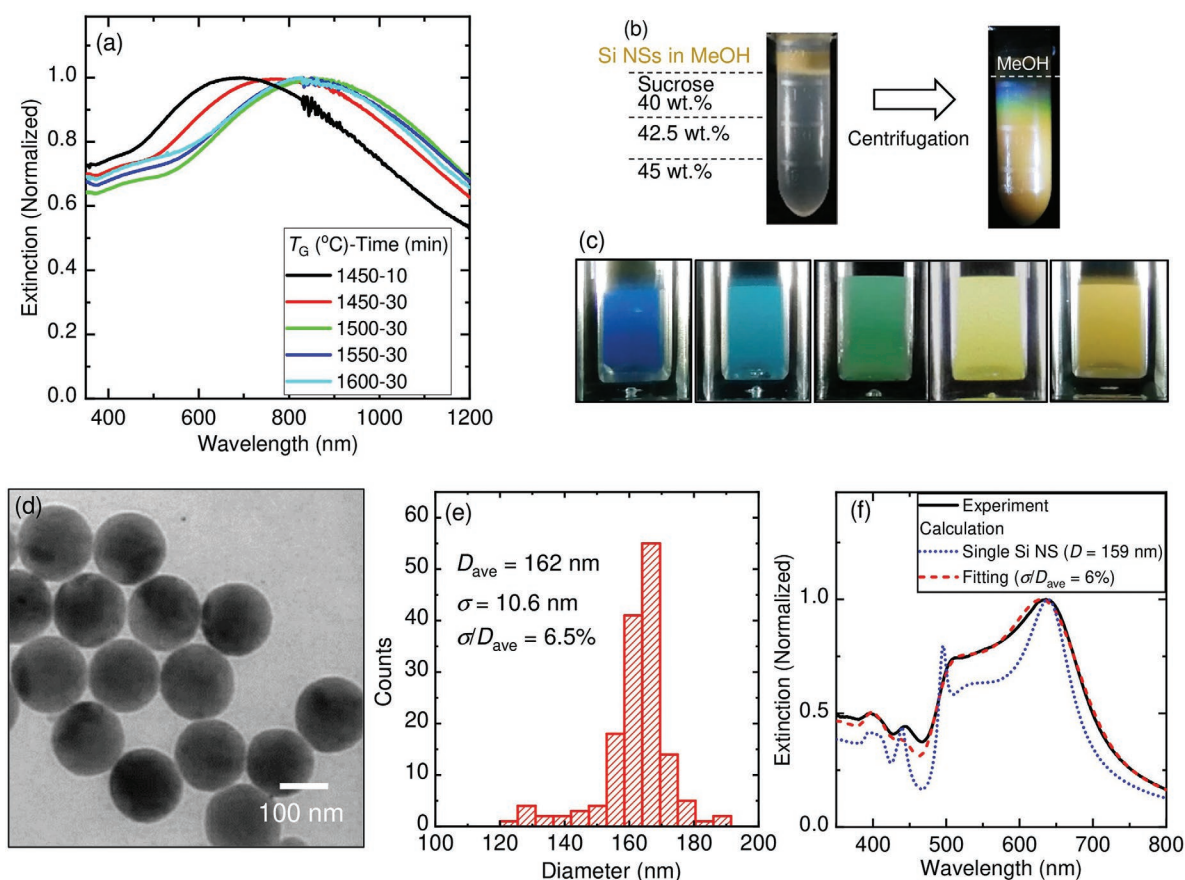 (a)
Extinction (Normalized)
1.0
0.8
0.6
0.4
0.2
0.0
T_G (°C)-Time (min)
1450-10
1450-30
1500-30
1550-30
1600-30
400 600 800 1000 1200
Wavelength (nm)
(b)
Si NSs in MeOH
Sucrose
40 wt.%
42.5 wt.%
45 wt.%
Centrifugation
MeOH
(c)
(d)
100 nm
(e)
Counts
60
50
40
30
20
10
0
D_ave = 162 nm
σ = 10.6 nm
σ/D_ave = 6.5%
100 120 140 160 180 200
Diameter (nm)
(f)
Extinction (Normalized)
1.0
0.5
0.0
Experiment
Calculation
Single Si NS (D = 159 nm)
Fitting (σ/D_ave = 6%)
400 500 600 700 800
Wavelength (nm)